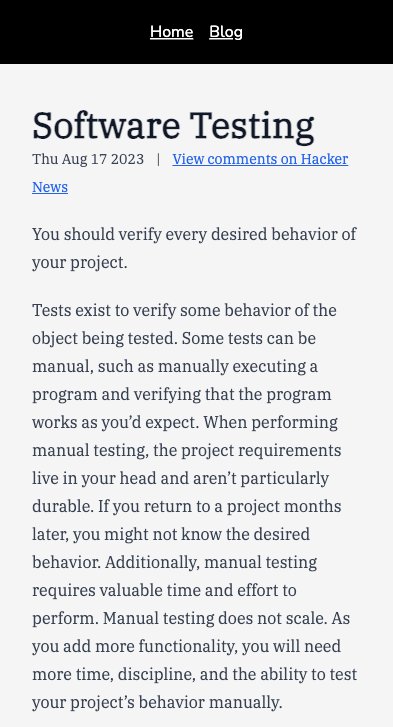 Home Blog
Software Testing
Thu Aug 17 2023 | View comments on Hacker
News
You should verify every desired behavior of
your project.
Tests exist to verify some behavior of the
object being tested. Some tests can be
manual, such as manually executing a
program and verifying that the program
works as you’d expect. When performing
manual testing, the project requirements
live in your head and aren’t particularly
durable. If you return to a project months
later, you might not know the desired
behavior. Additionally, manual testing
requires valuable time and effort to
perform. Manual testing does not scale. As
you add more functionality, you will need
more time, discipline, and the ability to test
your project’s behavior manually.